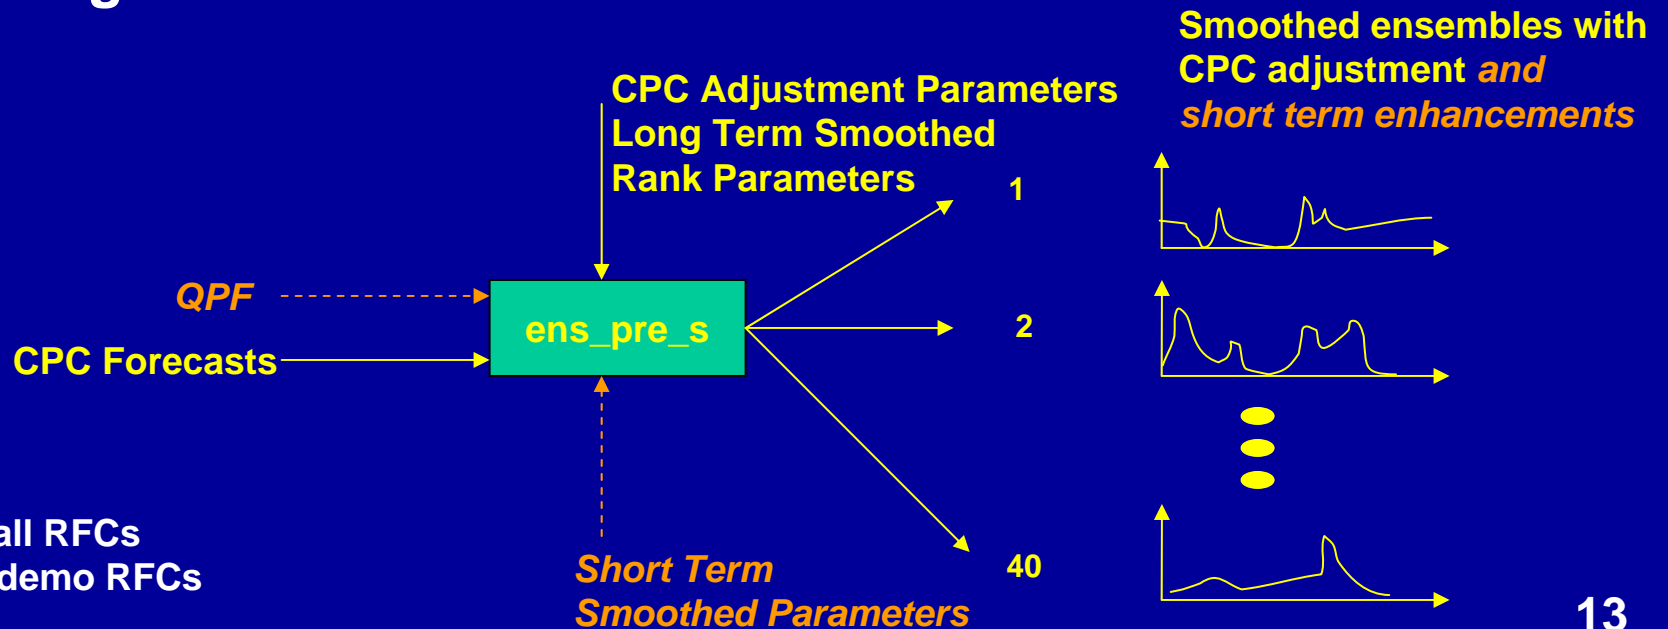 g
Smoothed ensembles with
CPC adjustment and
short term enhancements
CPC Adjustment Parameters
Long Term Smoothed
Rank Parameters
1
QPF
ens_pre_s
2
CPC Forecasts
all RFCs
demo RFCs
Short Term
Smoothed Parameters
40
13